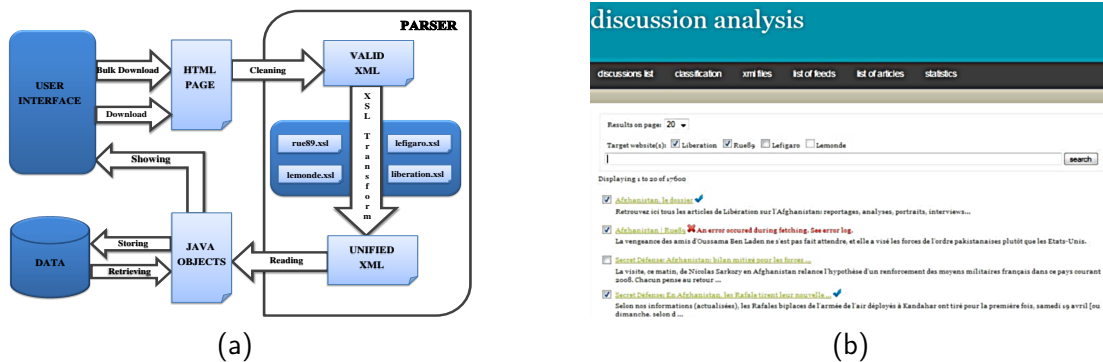 PARSER
USER
INTERFACE
Bulk Download
Download
HTML
PAGE
Cleaning
VALID
XML
XSL Transform
rue89.xsl
lefigaro.xsl
lemonde.xsl
liberation.xsl
Showing
DATA
Storing
Retrieving
JAVA
OBJECTS
Reading
UNIFIED
XML
(a)
discussion analysis
discussions list classification xml files list of feeds list of articles statistics
Results on page: 20
Target website(s): Liberation Rue89 Lefigaro Lemonde
search
Displaying 1 to 20 of 17600
Afghanistan, le dossier
Retrouvez ici tous les articles de Libération sur l'Afghanistan: reportages, analyses, portraits, interviews...
Afghanistan | Rue89 An error occured during fetching. See error log.
La vengeance des amis d'Oussama Ben Laden ne s'est pas fait attendre, et elle a visé les forces de l'ordre pakistanaises plutôt que les Etats-Unis.
Secret Défense: Afghanistan: bilan mitigé pour les forces ...
La visite, ce matin, de Nicolas Sarkozy en Afghanistan relance l'hypothèse d'un renforcement des moyens militaires français dans ce pays courant
2008. Chacun pense au retour ...
Secret Défense: En Afghanistan, les Rafale tirent leur nouvelle...
Selon nos informations (actualisées), les Rafales biplaces de l'armée de l'air déployés à Kandahar ont tiré pour la première fois, samedi 19 avril [ou
dimanche, selon d ...
(b)